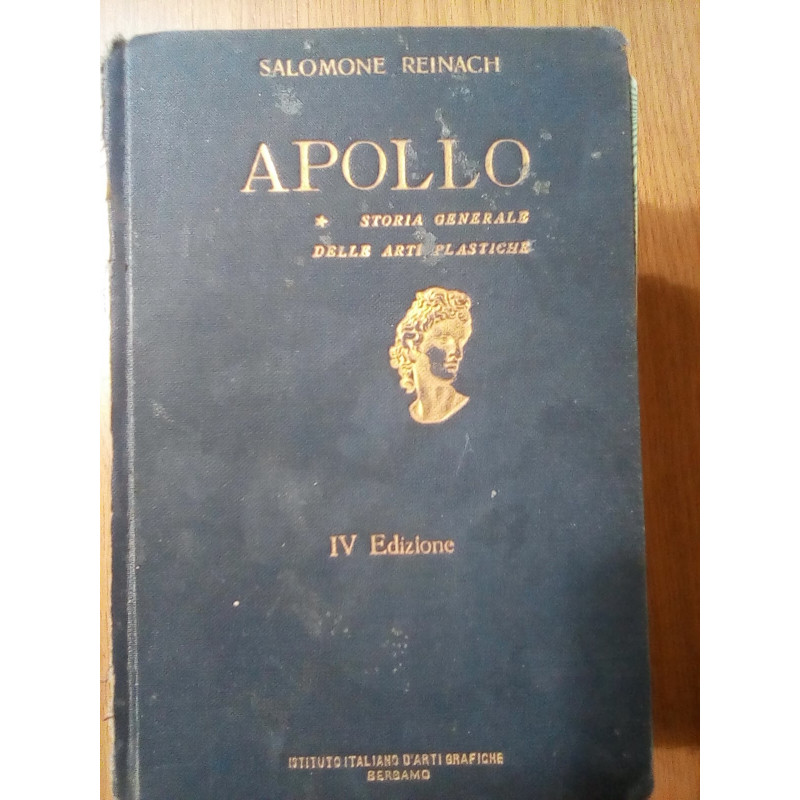 SALOMONE REINACH
APOLLO
* STORIA GENERALE
DELLE ARTI PLASTICHE
IV Edizione
ISTITUTO ITALIANO D'ARTI GRAFICHE
BERGAMO